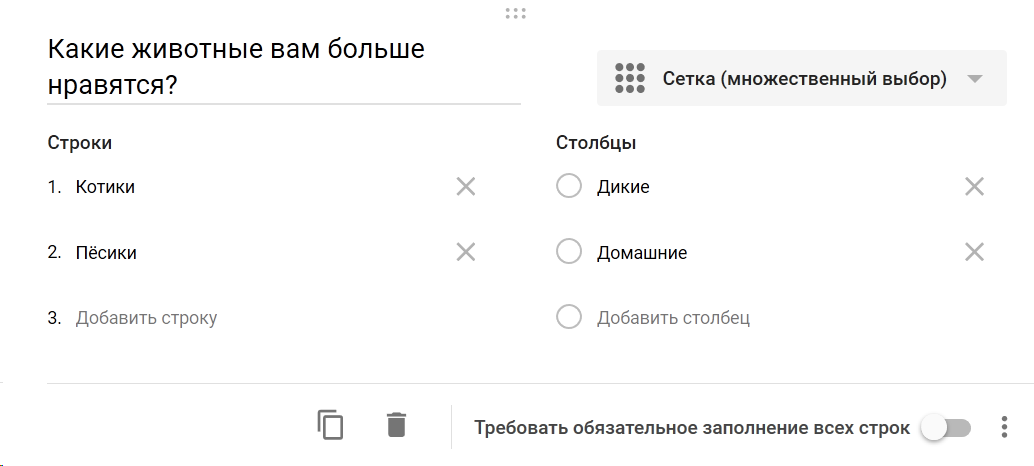 Какие животные вам больше
нравятся?
Сетка (множественный выбор)
Строки
Столбцы
1. Котики
Дикие
2. Пёсики
Домашние
3. Добавить строку
Добавить столбец
Требовать обязательное заполнение всех строк